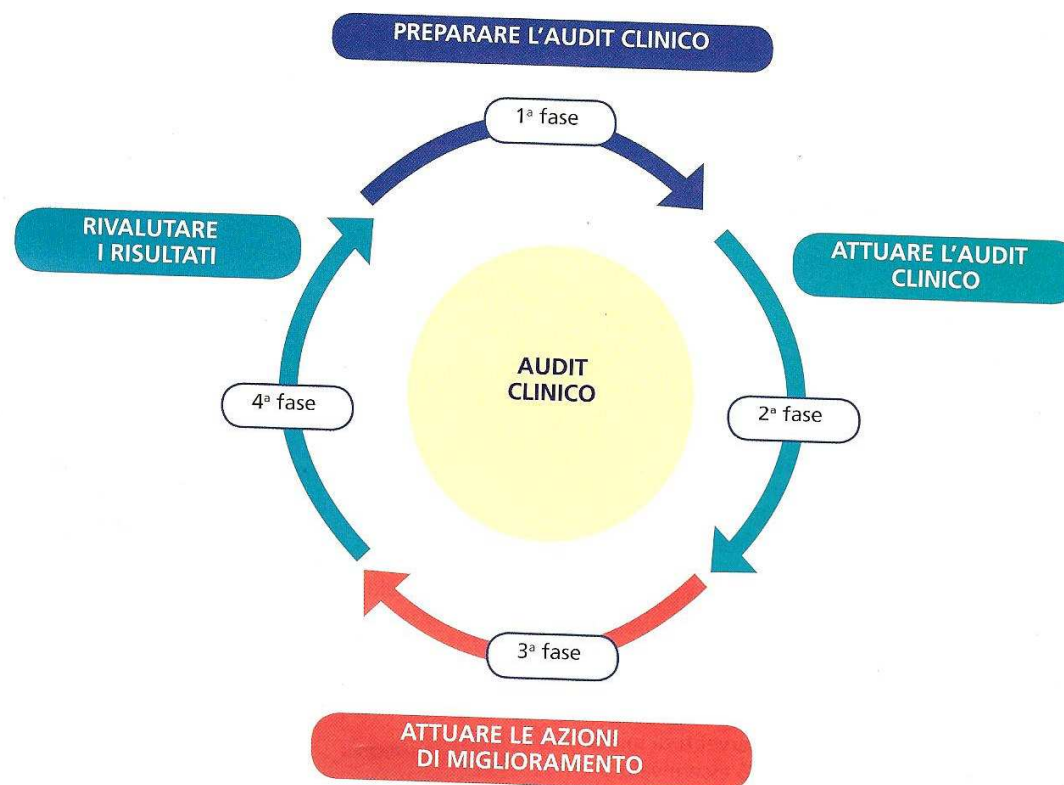 PREPARARE L'AUDIT CLINICO
1ª fase
RIVALUTARE
I RISULTATI
ATTUARE L'AUDIT
CLINICO
AUDIT
CLINICO
4ª fase
2ª fase
3ª fase
ATTUARE LE AZIONI
DI MIGLIORAMENTO